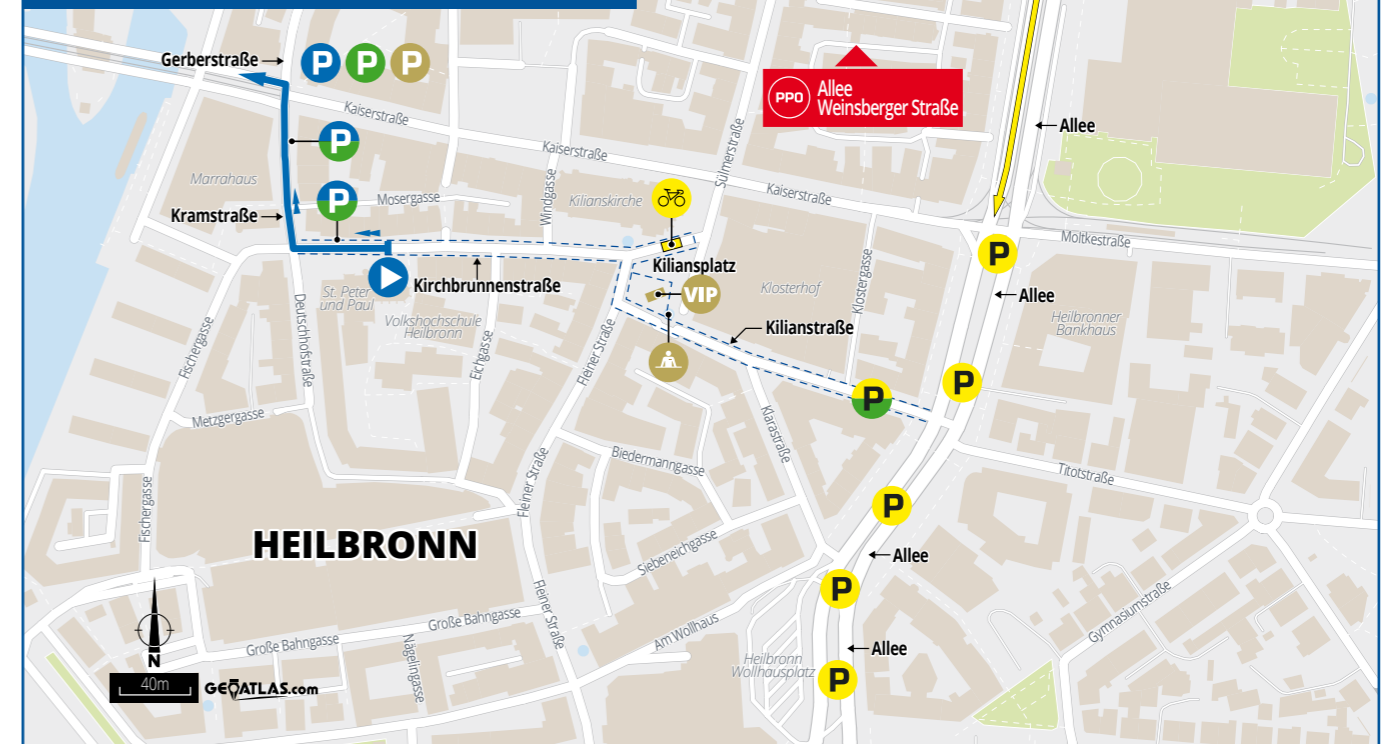 Gerberstraße
P
P
P
PPO
Allee
Weinsberger Straße
Kaiserstraße
Allee
P
Kaiserstraße
Sülmerstraße
Marrahaus
Windgasse
Kaiserstraße
P
Mosergasse
Kilianskirche
Kramstraße
Moltkestraße
P
Kiliansplatz
Klostergasse
Kirchbrunnenstraße
VIP
Klosterhof
Allee
St. Peter
und Paul
Deutschhofstraße
Volkshochschule
Heilbronn
Heilbronner
Bankhaus
Kilianstraße
Fischergasse
Eichgasse
Fleiner Straße
P
P
Metzgergasse
Klarastraße
Biedermanngasse
Titotstraße
Fleiner Straße
Fischergasse
P
HEILBRONN
Siebeneichgasse
Allee
P
Gymnasiumstraße
Fleiner Straße
Große Bahngasse
Große Bahngasse
Am Wollhaus
Nägelingasse
Allee
N
Heilbronn
Wollhausplatz
P
40m
GEOATLAS.com